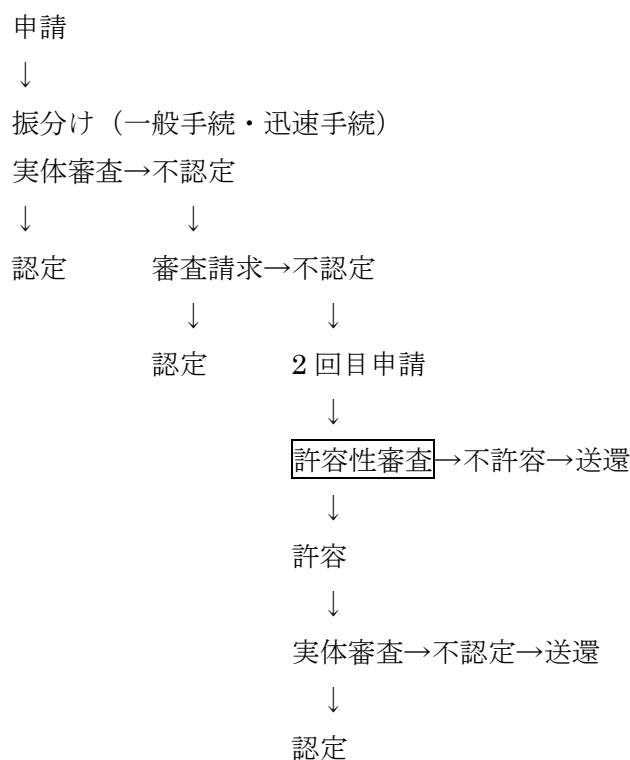 申請
↓
振分け（一般手続・迅速手続）
実体審査→不認定
↓ ↓
認定 審査請求→不認定
↓ ↓
認定 2回目申請
↓
許容性審査→不許容→送還
↓
許容
↓
実体審査→不認定→送還
↓
認定